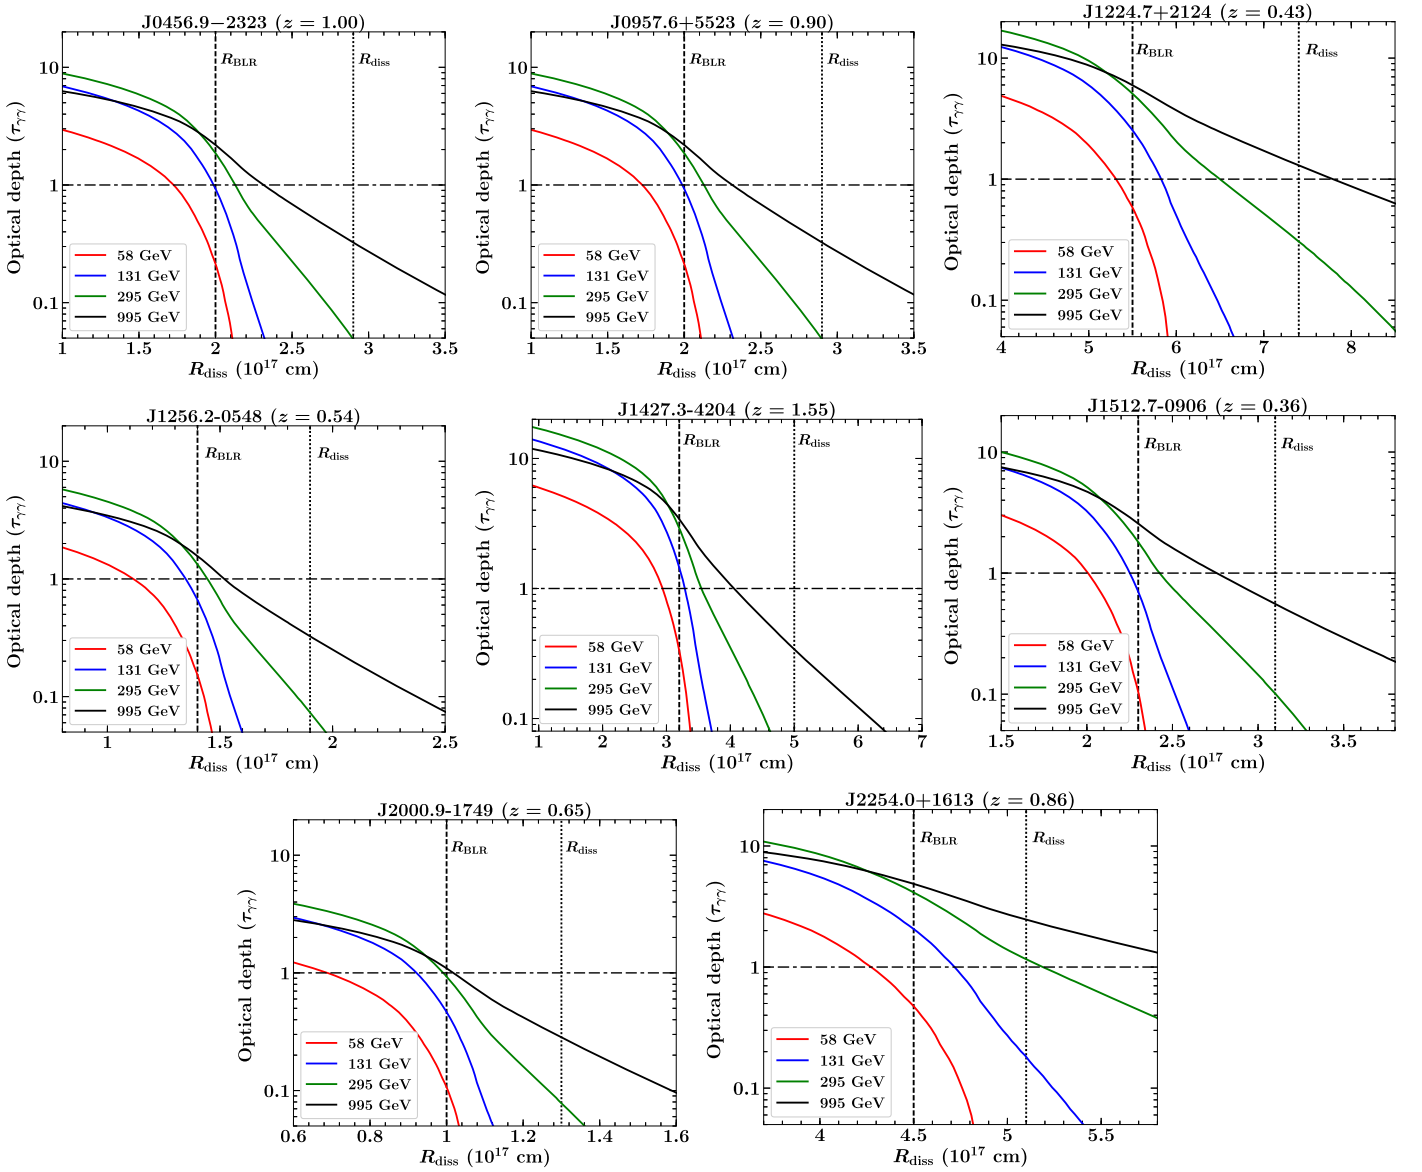 J0456.9−2323 (z = 1.00)
Optical depth (τγγ)
10
1
0.1
R_BLR
R_diss
58 GeV
131 GeV
295 GeV
995 GeV
1 1.5 2 2.5 3 3.5
R_diss (10^17 cm)
J0957.6+5523 (z = 0.90)
Optical depth (τγγ)
10
1
0.1
R_BLR
R_diss
58 GeV
131 GeV
295 GeV
995 GeV
1 1.5 2 2.5 3 3.5
R_diss (10^17 cm)
J1224.7+2124 (z = 0.43)
Optical depth (τγγ)
10
1
0.1
R_BLR
R_diss
58 GeV
131 GeV
295 GeV
995 GeV
4 5 6 7 8
R_diss (10^17 cm)
J1256.2-0548 (z = 0.54)
Optical depth (τγγ)
10
1
0.1
R_BLR
R_diss
58 GeV
131 GeV
295 GeV
995 GeV
1 1.5 2 2.5
R_diss (10^17 cm)
J1427.3-4204 (z = 1.55)
Optical depth (τγγ)
10
1
0.1
R_BLR
R_diss
58 GeV
131 GeV
295 GeV
995 GeV
1 2 3 4 5 6 7
R_diss (10^17 cm)
J1512.7-0906 (z = 0.36)
Optical depth (τγγ)
10
1
0.1
R_BLR
R_diss
58 GeV
131 GeV
295 GeV
995 GeV
1.5 2 2.5 3 3.5
R_diss (10^17 cm)
J2000.9-1749 (z = 0.65)
Optical depth (τγγ)
10
1
0.1
R_BLR
R_diss
58 GeV
131 GeV
295 GeV
995 GeV
0.6 0.8 1 1.2 1.4 1.6
R_diss (10^17 cm)
J2254.0+1613 (z = 0.86)
Optical depth (τγγ)
10
1
0.1
R_BLR
R_diss
58 GeV
131 GeV
295 GeV
995 GeV
4 4.5 5 5.5
R_diss (10^17 cm)